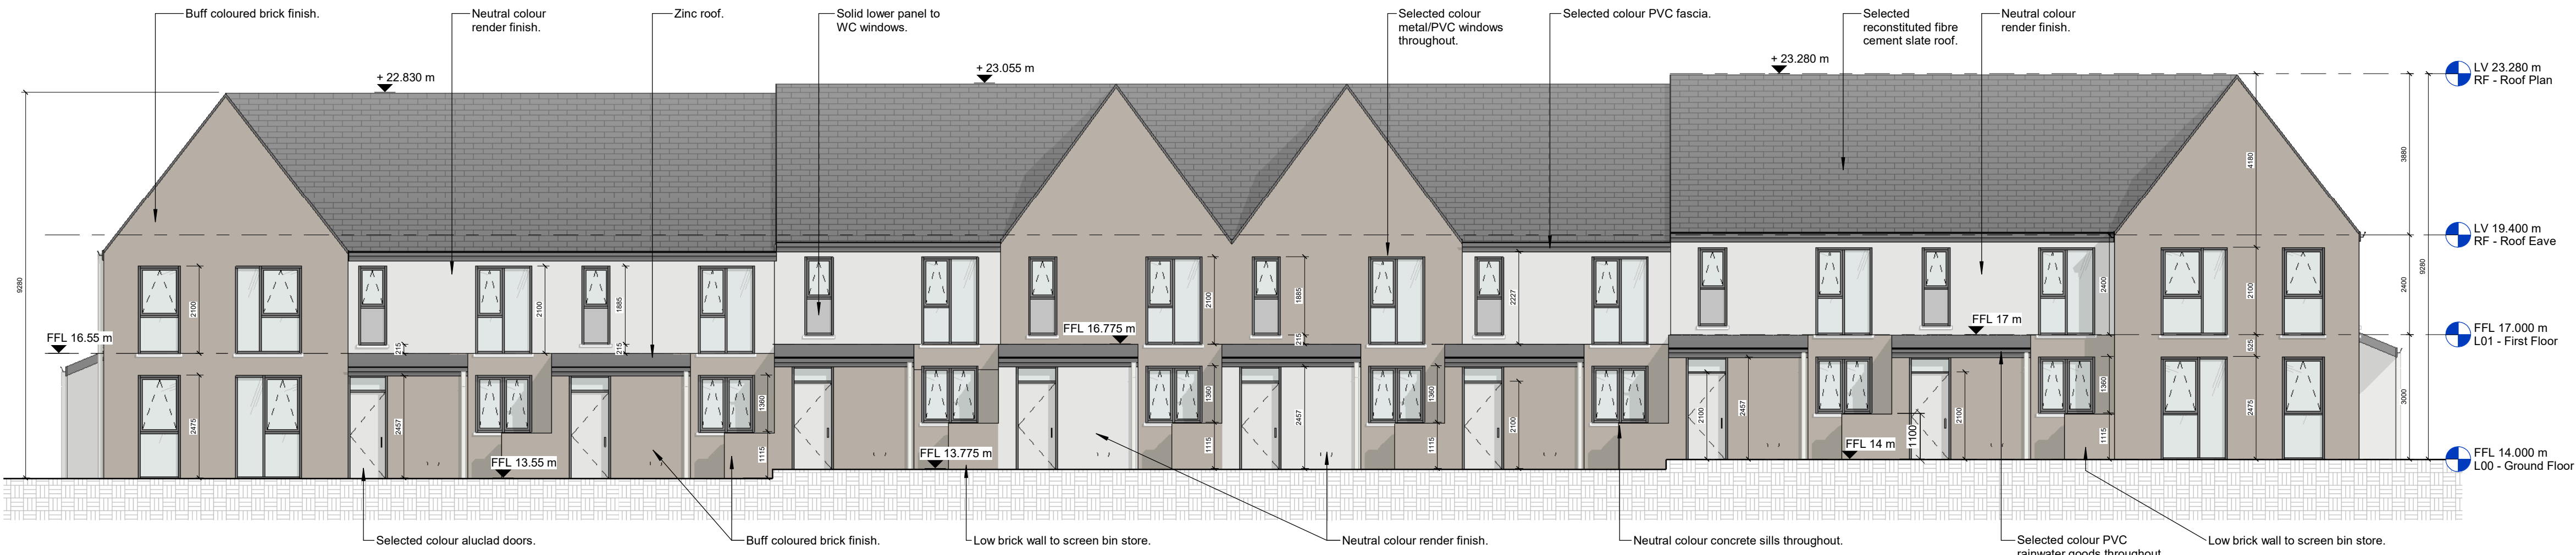 Buff coloured brick finish.
Neutral colour
render finish.
Zinc roof.
Solid lower panel to
WC windows.
Selected colour
metal/PVC windows
throughout.
Selected colour PVC fascia.
Selected
reconstituted fibre
cement slate roof.
Neutral colour
render finish.
+ 22.830 m
+ 23.055 m
+ 23.280 m
LV 23.280 m
RF - Roof Plan
LV 19.400 m
RF - Roof Eave
FFL 17.000 m
L01 - First Floor
FFL 14.000 m
L00 - Ground Floor
9280
3880
4180
9280
2400
2100
2400
525
3000
2475
FFL 16.55 m
FFL 16.775 m
FFL 17 m
2100
2100
1885
215
215
2100
1885
215
2227
2475
2457
1360
1115
1360
1115
2457
1360
1115
2100
2100
2457
1100
2100
1360
1115
FFL 13.55 m
FFL 13.775 m
FFL 14 m
Selected colour aluclad doors.
Buff coloured brick finish.
Low brick wall to screen bin store.
Neutral colour render finish.
Neutral colour concrete sills throughout.
Selected colour PVC
rainwater goods throughout
Low brick wall to screen bin store.